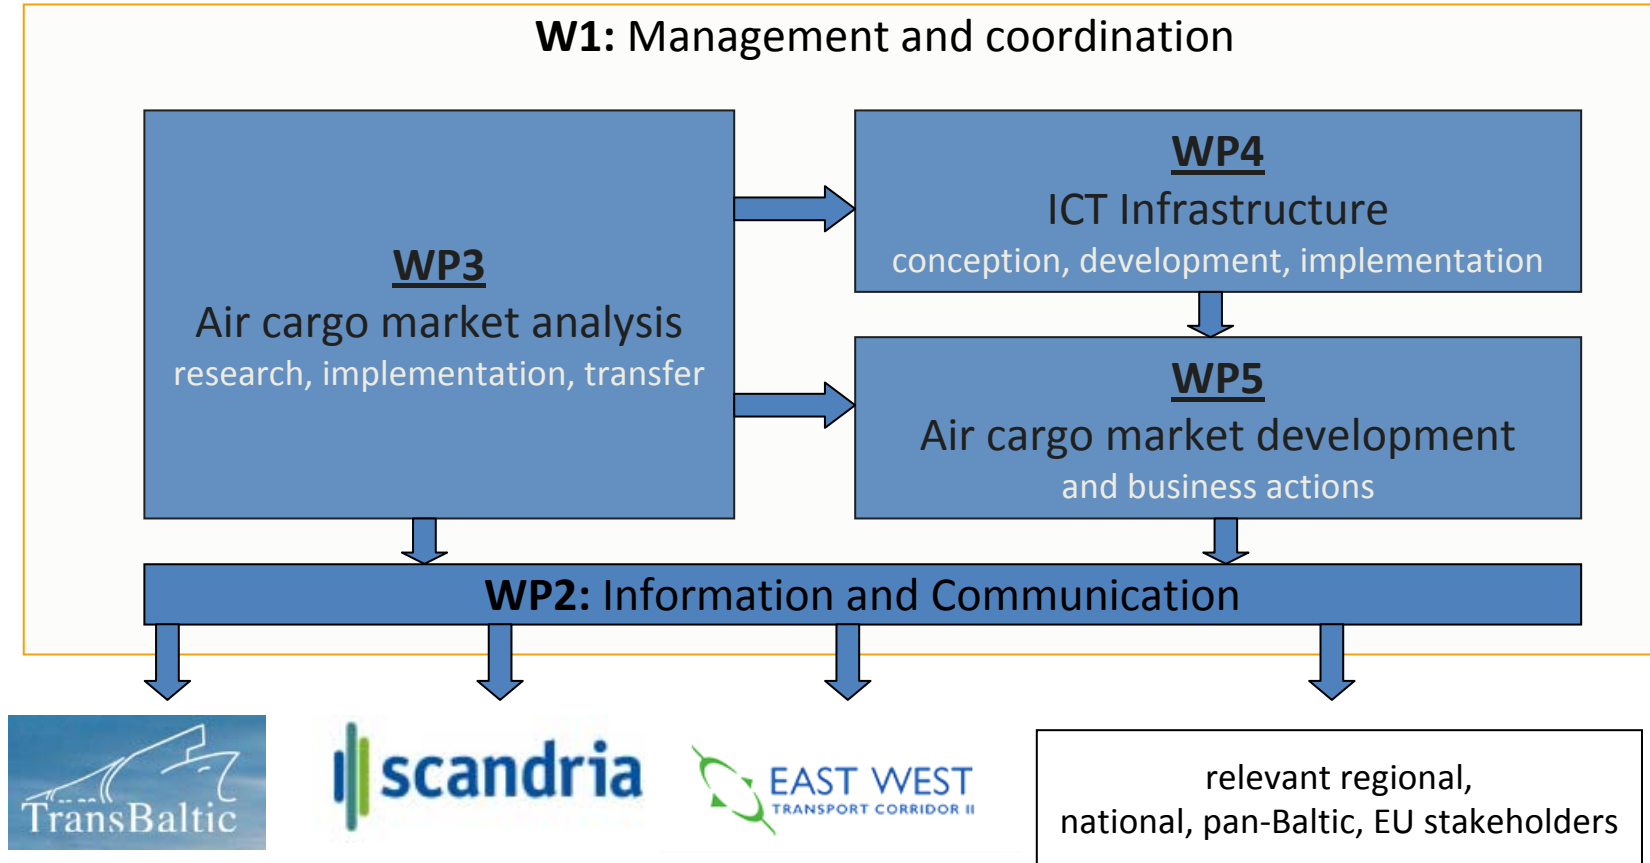 W1: Management and coordination
WP3
Air cargo market analysis
research, implementation, transfer
WP4
ICT Infrastructure
conception, development, implementation
WP5
Air cargo market development
and business actions
WP2: Information and Communication
TransBaltic
scandria
EAST WEST
TRANSPORT CORRIDOR II
relevant regional,
national, pan-Baltic, EU stakeholders